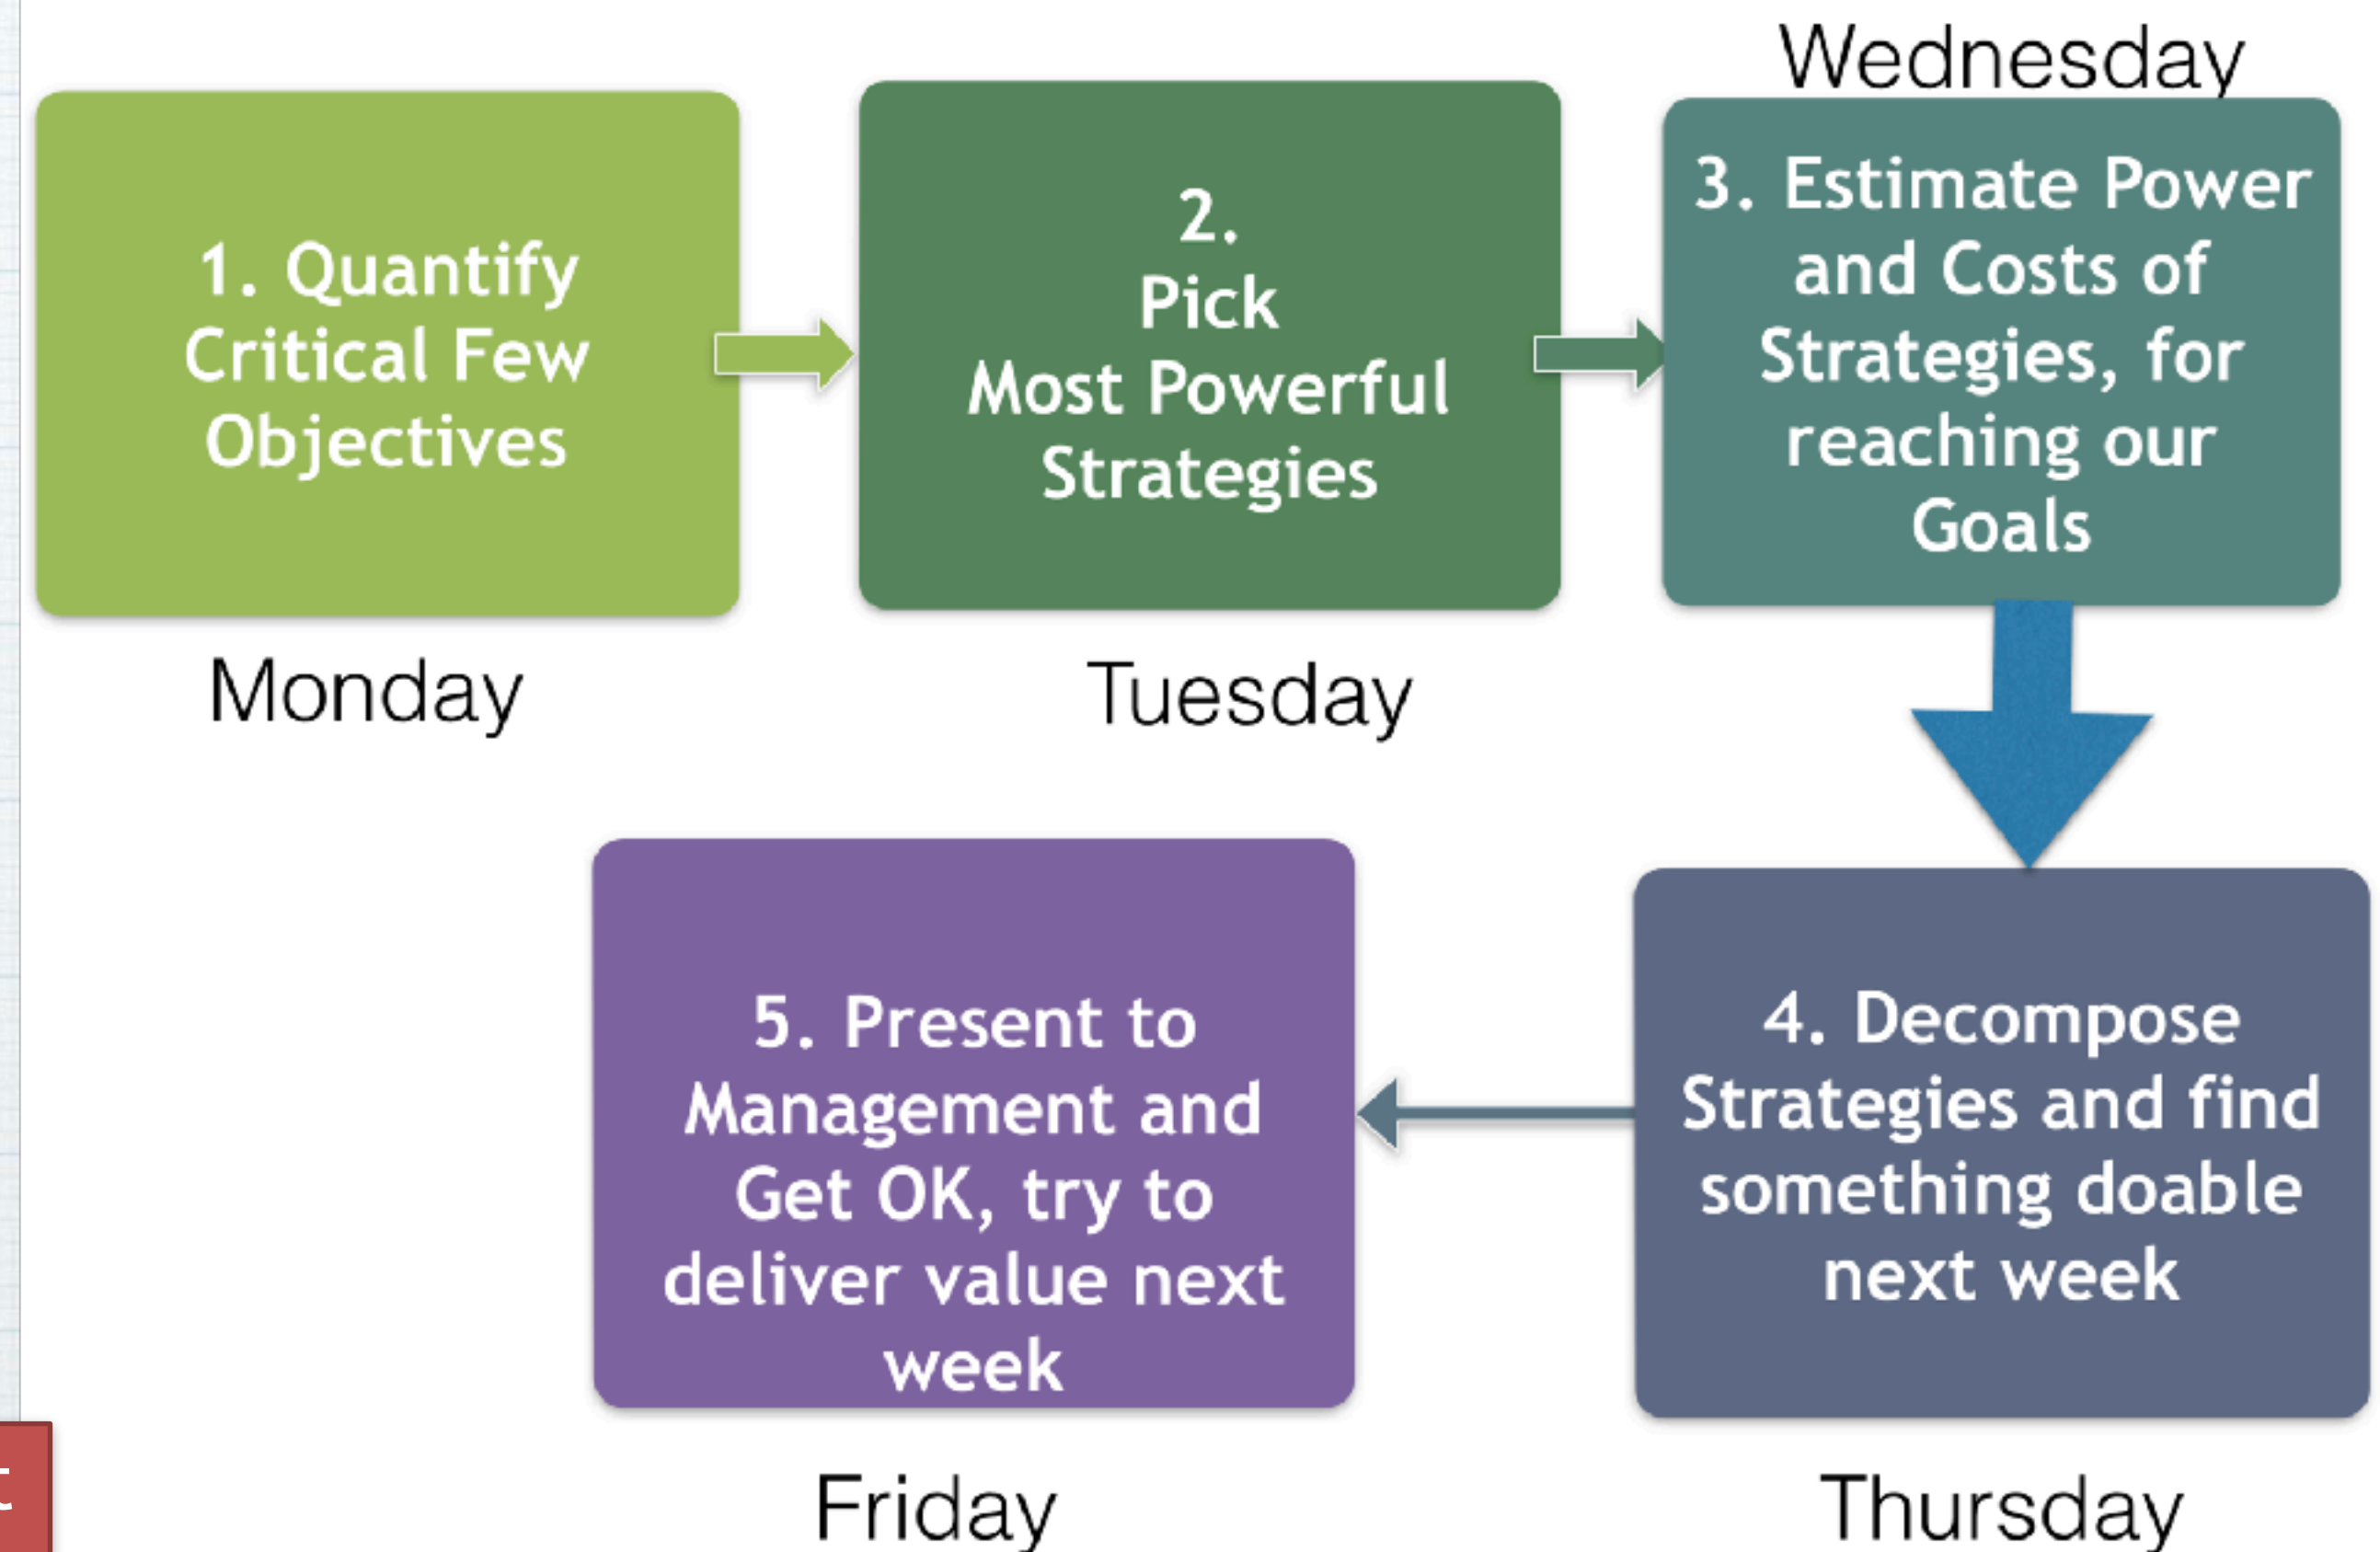 Wednesday
1. Quantify
Critical Few
Objectives
2.
Pick
Most Powerful
Strategies
3. Estimate Power
and Costs of
Strategies, for
reaching our
Goals
Monday
Tuesday
5. Present to
Management and
Get OK, try to
deliver value next
week
4. Decompose
Strategies and find
something doable
next week
Friday
Thursday